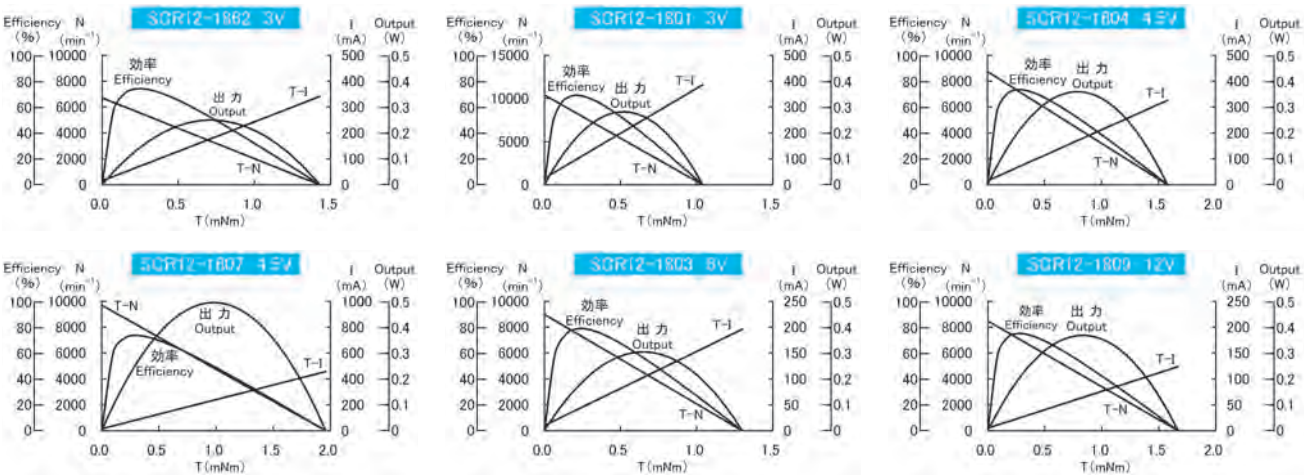 SCR12-1862 3V
Efficiency N
(%) (min⁻¹)
I Output
(mA) (W)
100 10000 500 0.5
80 8000 400 0.4
60 6000 300 0.3
40 4000 200 0.2
20 2000 100 0.1
0 0 0 0
効率
Efficiency
出力
Output
T-I
T-N
0.0 0.5 1.0 1.5
T(mNm)
SCR12-1801 3V
Efficiency N
(%) (min⁻¹)
I Output
(mA) (W)
100 15000 500 0.5
80 400 0.4
60 10000 300 0.3
40 5000 200 0.2
20 100 0.1
0 0 0 0
効率
Efficiency
出力
Output
T-I
T-N
0.0 0.5 1.0 1.5
T(mNm)
SCR12-1804 4.5V
Efficiency N
(%) (min⁻¹)
I Output
(mA) (W)
100 10000 500 0.5
80 8000 400 0.4
60 6000 300 0.3
40 4000 200 0.2
20 2000 100 0.1
0 0 0 0
効率
Efficiency
出力
Output
T-I
T-N
0.0 0.5 1.0 1.5 2.0
T(mNm)
SCR12-1807 4.5V
Efficiency N
(%) (min⁻¹)
I Output
(mA) (W)
100 10000 1000 0.5
80 8000 800 0.4
60 6000 600 0.3
40 4000 400 0.2
20 2000 200 0.1
0 0 0 0
T-N
出力
Output
効率
Efficiency
T-I
0.0 0.5 1.0 1.5 2.0
T(mNm)
SCR12-1803 6V
Efficiency N
(%) (min⁻¹)
I Output
(mA) (W)
100 10000 250 0.5
80 8000 200 0.4
60 6000 150 0.3
40 4000 100 0.2
20 2000 50 0.1
0 0 0 0
効率
Efficiency
出力
Output
T-I
T-N
0.0 0.5 1.0 1.5
T(mNm)
SCR12-1809 12V
Efficiency N
(%) (min⁻¹)
I Output
(mA) (W)
100 10000 250 0.5
80 8000 200 0.4
60 6000 150 0.3
40 4000 100 0.2
20 2000 50 0.1
0 0 0 0
効率
Efficiency
出力
Output
T-I
T-N
0.0 0.5 1.0 1.5 2.0
T(mNm)